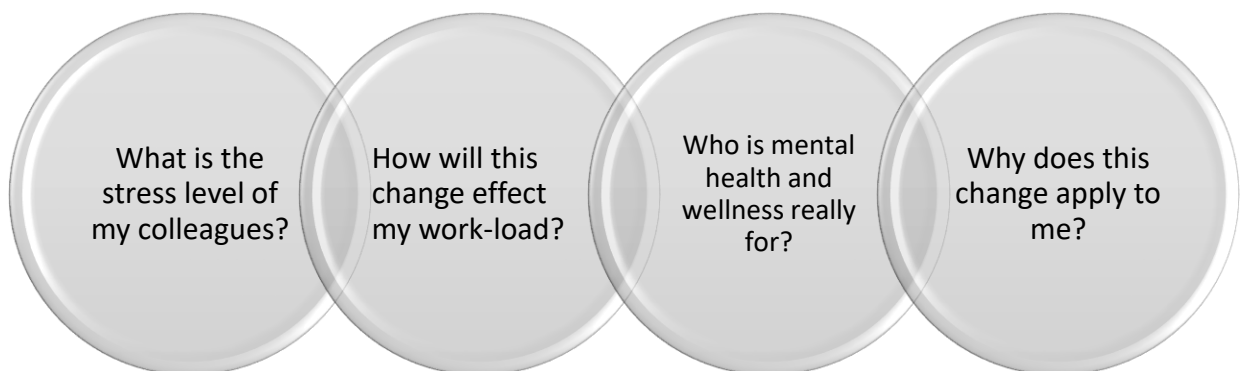 What is the
stress level of
my colleagues?
How will this
change effect
my work-load?
Who is mental
health and
wellness really
for?
Why does this
change apply to
me?